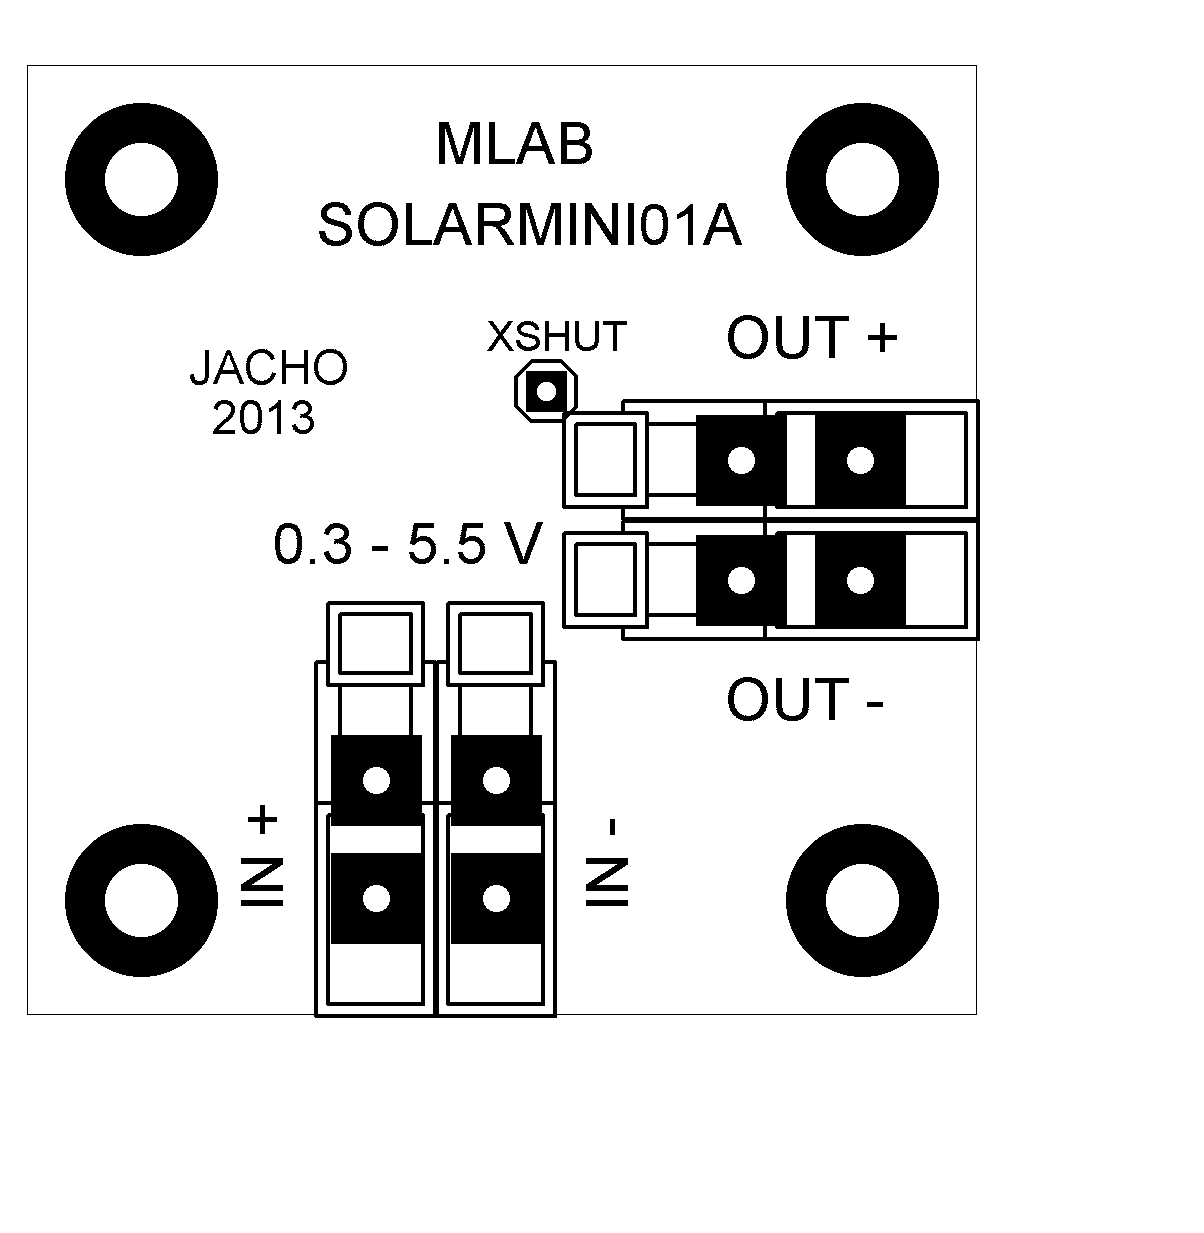 MLAB
SOLARMINI01A
XSHUT
OUT +
JACHO
2013
0.3 - 5.5 V
OUT -
IN +
IN -